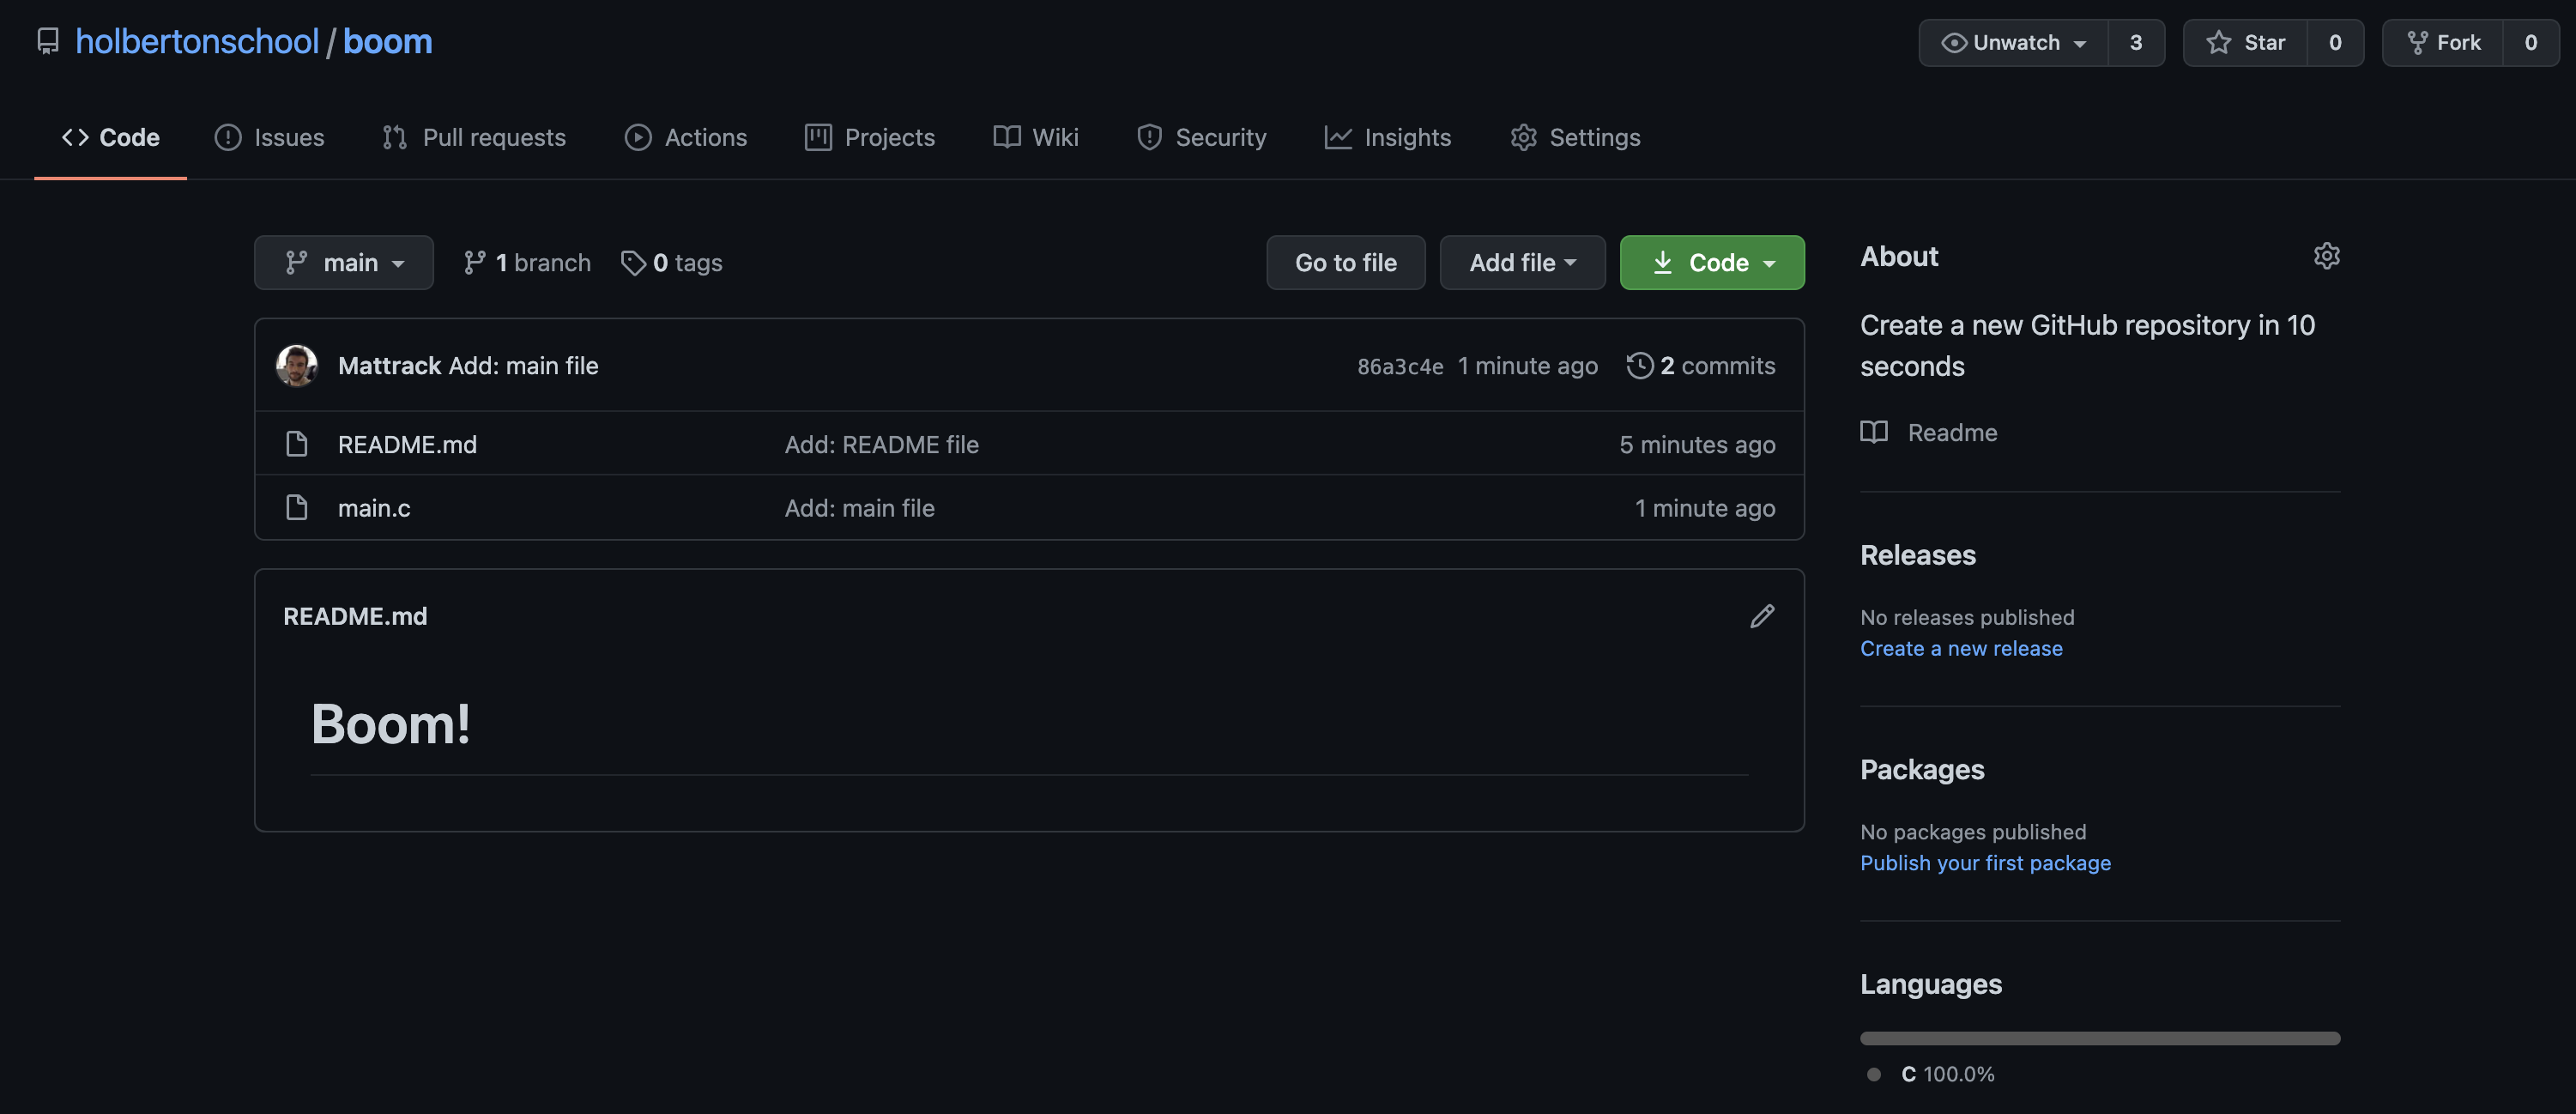 holbertonschool / boom
Unwatch 3 Star 0 Fork 0
Code Issues Pull requests Actions Projects Wiki Security Insights Settings
main 1 branch 0 tags Go to file Add file Code
Mattrack Add: main file 86a3c4e 1 minute ago 2 commits
README.md Add: README file 5 minutes ago
main.c Add: main file 1 minute ago
README.md
Boom!
About
Create a new GitHub repository in 10
seconds
Readme
Releases
No releases published
Create a new release
Packages
No packages published
Publish your first package
Languages
C 100.0%